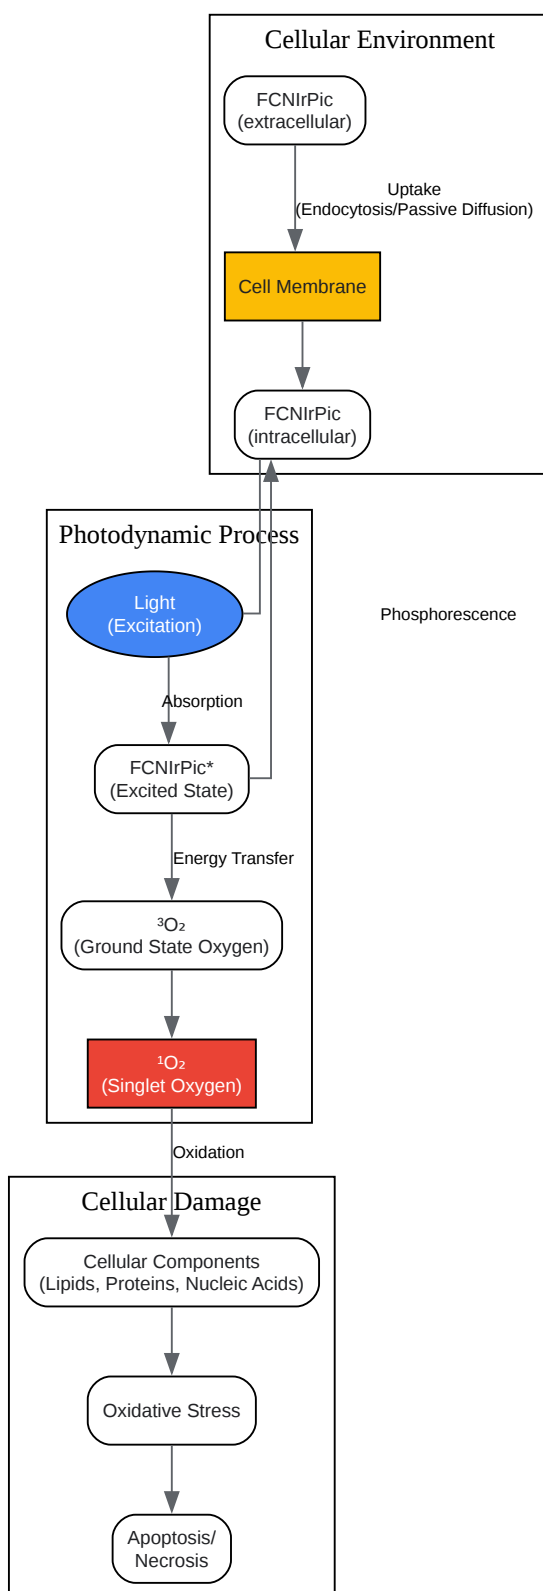 Cellular Environment
FCNIrPic
(extracellular)
Uptake
(Endocytosis/Passive Diffusion)
Cell Membrane
FCNIrPic
(intracellular)
Photodynamic Process
Light
(Excitation)
Phosphorescence
Absorption
FCNIrPic*
(Excited State)
Energy Transfer
³O₂
(Ground State Oxygen)
¹O₂
(Singlet Oxygen)
Oxidation
Cellular Damage
Cellular Components
(Lipids, Proteins, Nucleic Acids)
Oxidative Stress
Apoptosis/
Necrosis